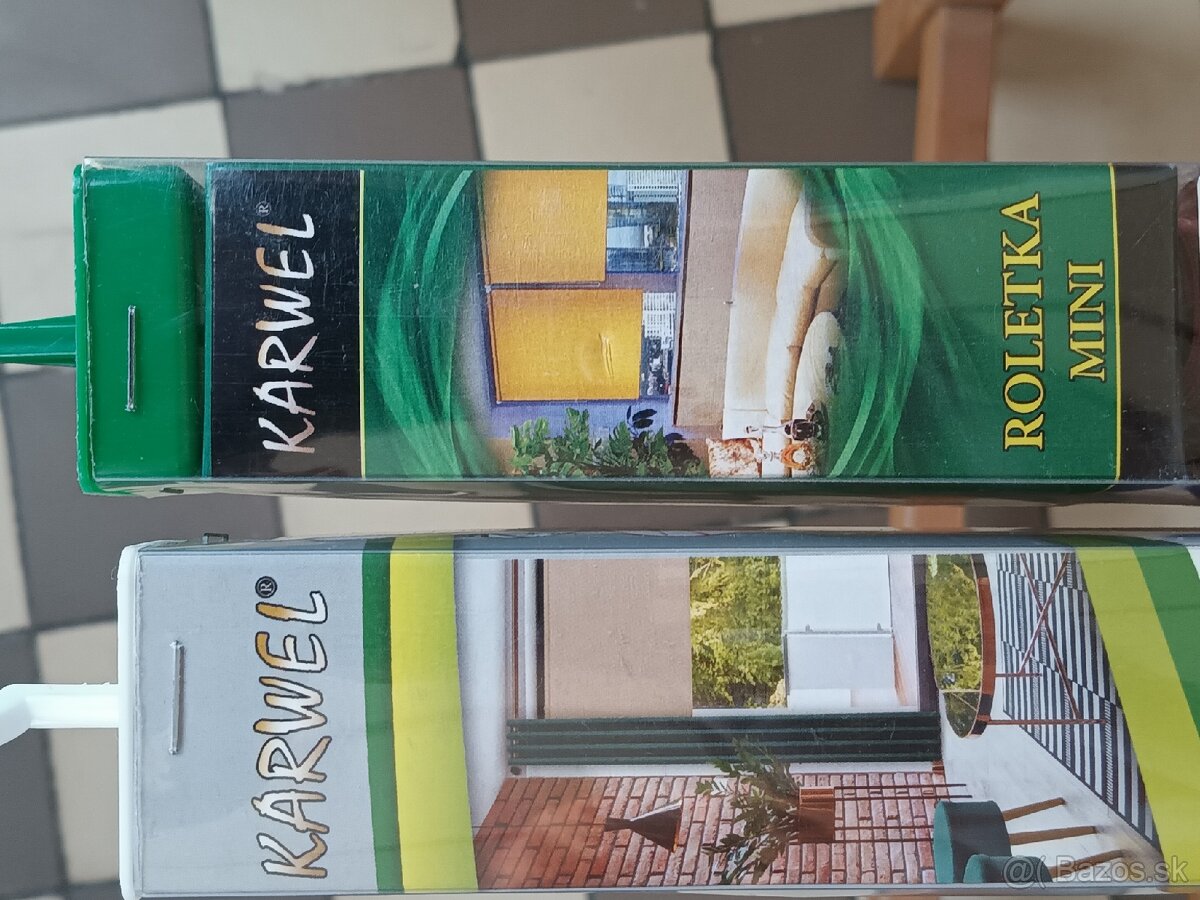 KARWEL®
ROLETKA
MINI
KARWEL®
@( Bazos.sk